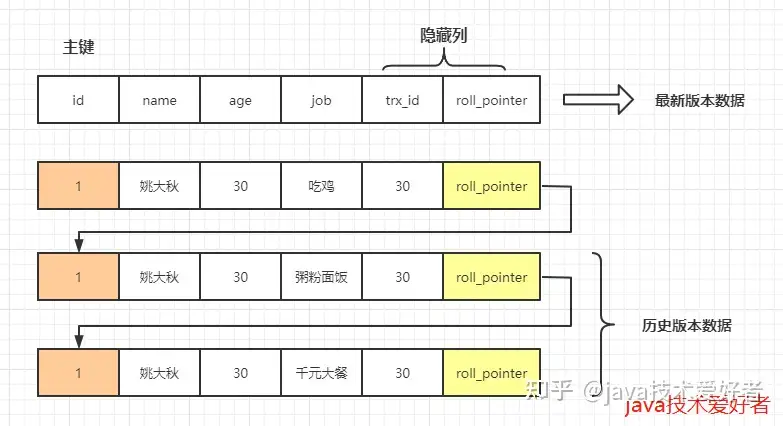 主键
隐藏列
id name age job trx_id roll_pointer
最新版本数据
1 姚大秋 30 吃鸡 30 roll_pointer
1 姚大秋 30 粥粉面饭 30 roll_pointer
历史版本数据
1 姚大秋 30 千元大餐 30 roll_pointer
知乎 @java技术爱好者
java技术爱好者